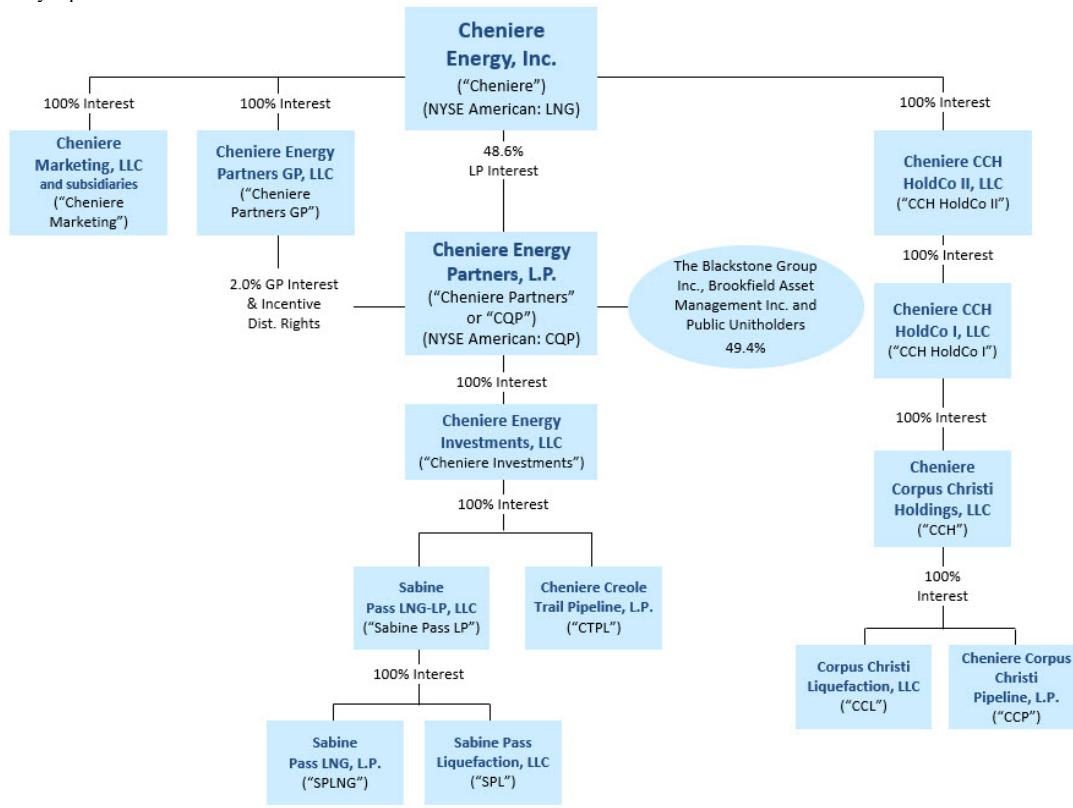 Cheniere
Energy, Inc.
(“Cheniere”)
(NYSE American: LNG)
100% Interest
100% Interest
100% Interest
Cheniere
Marketing, LLC
and subsidiaries
(“Cheniere
Marketing”)
Cheniere Energy
Partners GP, LLC
(“Cheniere
Partners GP”)
48.6%
LP Interest
Cheniere CCH
HoldCo II, LLC
(“CCH HoldCo II”)
2.0% GP Interest
& Incentive
Dist. Rights
Cheniere Energy
Partners, L.P.
(“Cheniere Partners”
or “CQP”)
(NYSE American: CQP)
The Blackstone Group
Inc., Brookfield Asset
Management Inc. and
Public Unitholders
49.4%
100% Interest
Cheniere CCH
HoldCo I, LLC
(“CCH HoldCo I”)
100% Interest
Cheniere Energy
Investments, LLC
(“Cheniere Investments”)
100% Interest
Cheniere
Corpus Christi
Holdings, LLC
(“CCH”)
100% Interest
Sabine
Pass LNG-LP, LLC
(“Sabine Pass LP”)
Cheniere Creole
Trail Pipeline, L.P.
(“CTPL”)
100%
Interest
100% Interest
Corpus Christi
Liquefaction, LLC
(“CCL”)
Cheniere Corpus
Christi
Pipeline, L.P.
(“CCP”)
Sabine
Pass LNG, L.P.
(“SPLNG”)
Sabine Pass
Liquefaction, LLC
(“SPL”)